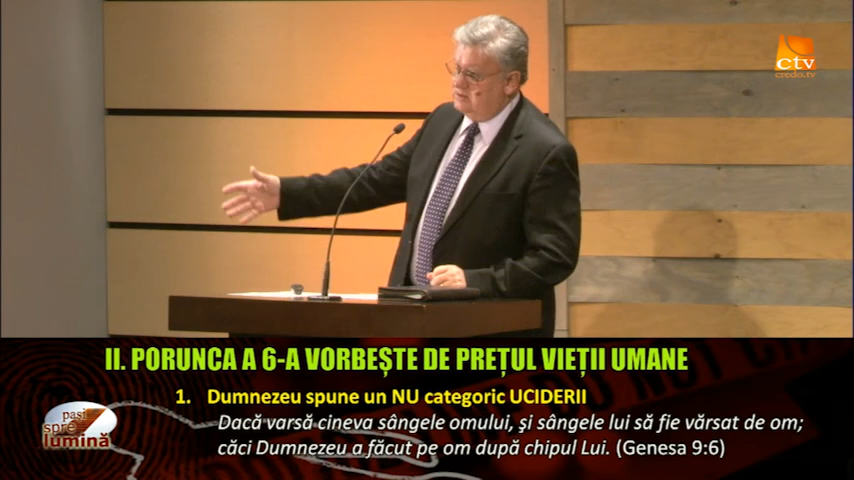 ctv
credo.tv
II. PORUNCA A 6-A VORBEȘTE DE PREȚUL VIEȚII UMANE
1. Dumnezeu spune un NU categoric UCIDERII
Dacă varsă cineva sângele omului, şi sângele lui să fie vărsat de om;
căci Dumnezeu a făcut pe om după chipul Lui. (Genesa 9:6)
pași
spre
lumină